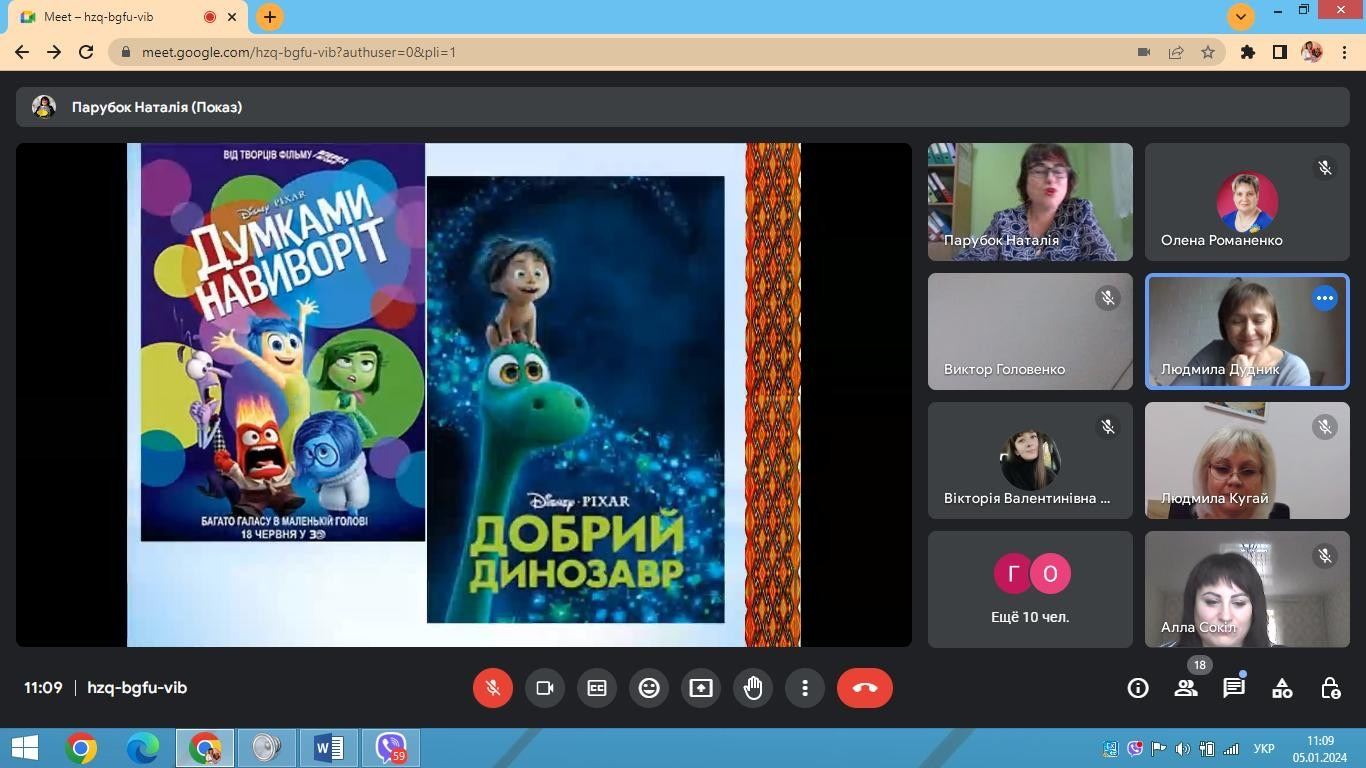 Meet – hzq-bgfu-vib
meet.google.com/hzq-bgfu-vib?authuser=0&pli=1
Парубок Наталія (Показ)
ВІД ТВОРЦІВ ФІЛЬМУ
Disney PIXAR
ДУМКАМИ
НАВИВОРІТ
БАГАТО ГАЛАСУ В МАЛЕНЬКІЙ ГОЛОВІ
18 ЧЕРВНЯ У 3D
Disney · PIXAR
ДОБРИЙ
ДИНОЗАВР
Парубок Наталія
Олена Романенко
Виктор Головенко
Людмила Дудник
Вікторія Валентинівна ...
Людмила Кугай
Г О
Ещё 10 чел.
Алла Сокіл
11:09 | hzq-bgfu-vib
18
59
УКР
11:09
05.01.2024